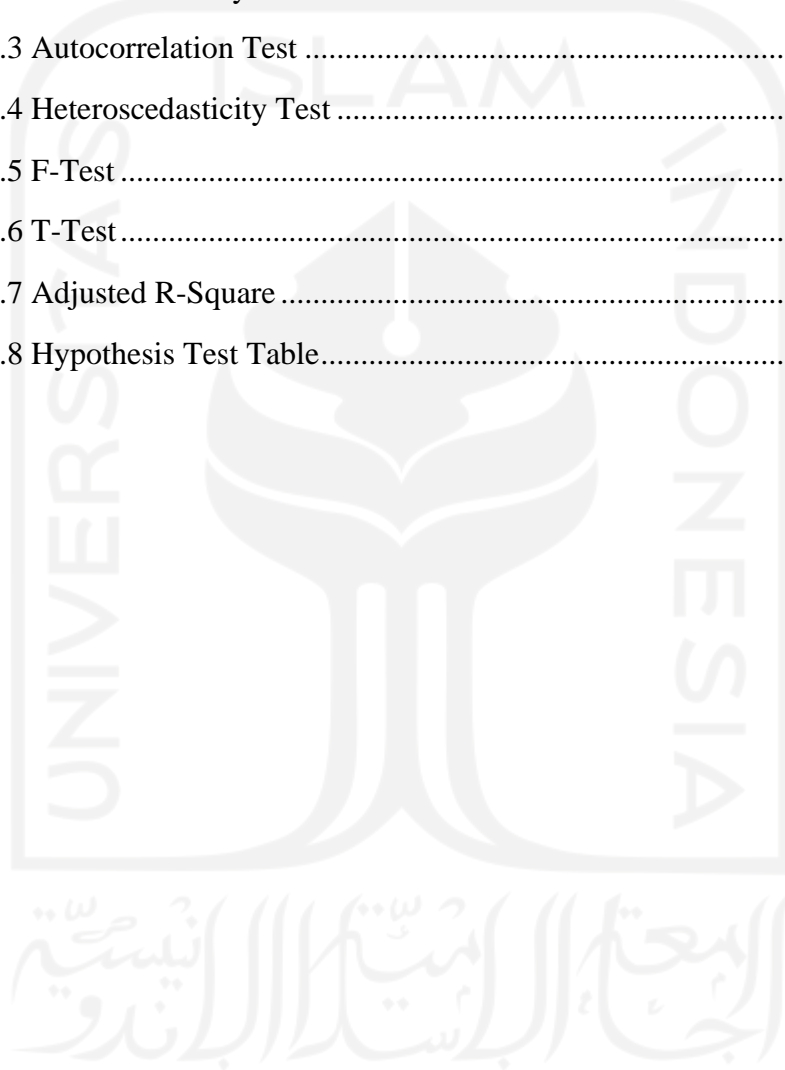 .3 Autocorrelation Test ............................................................
.4 Heteroscedasticity Test ........................................................
.5 F-Test ...................................................................................
.6 T-Test ...................................................................................
.7 Adjusted R-Square ...............................................................
.8 Hypothesis Test Table..........................................................
UNIVERSITAS
ISLAM
INDONESIA